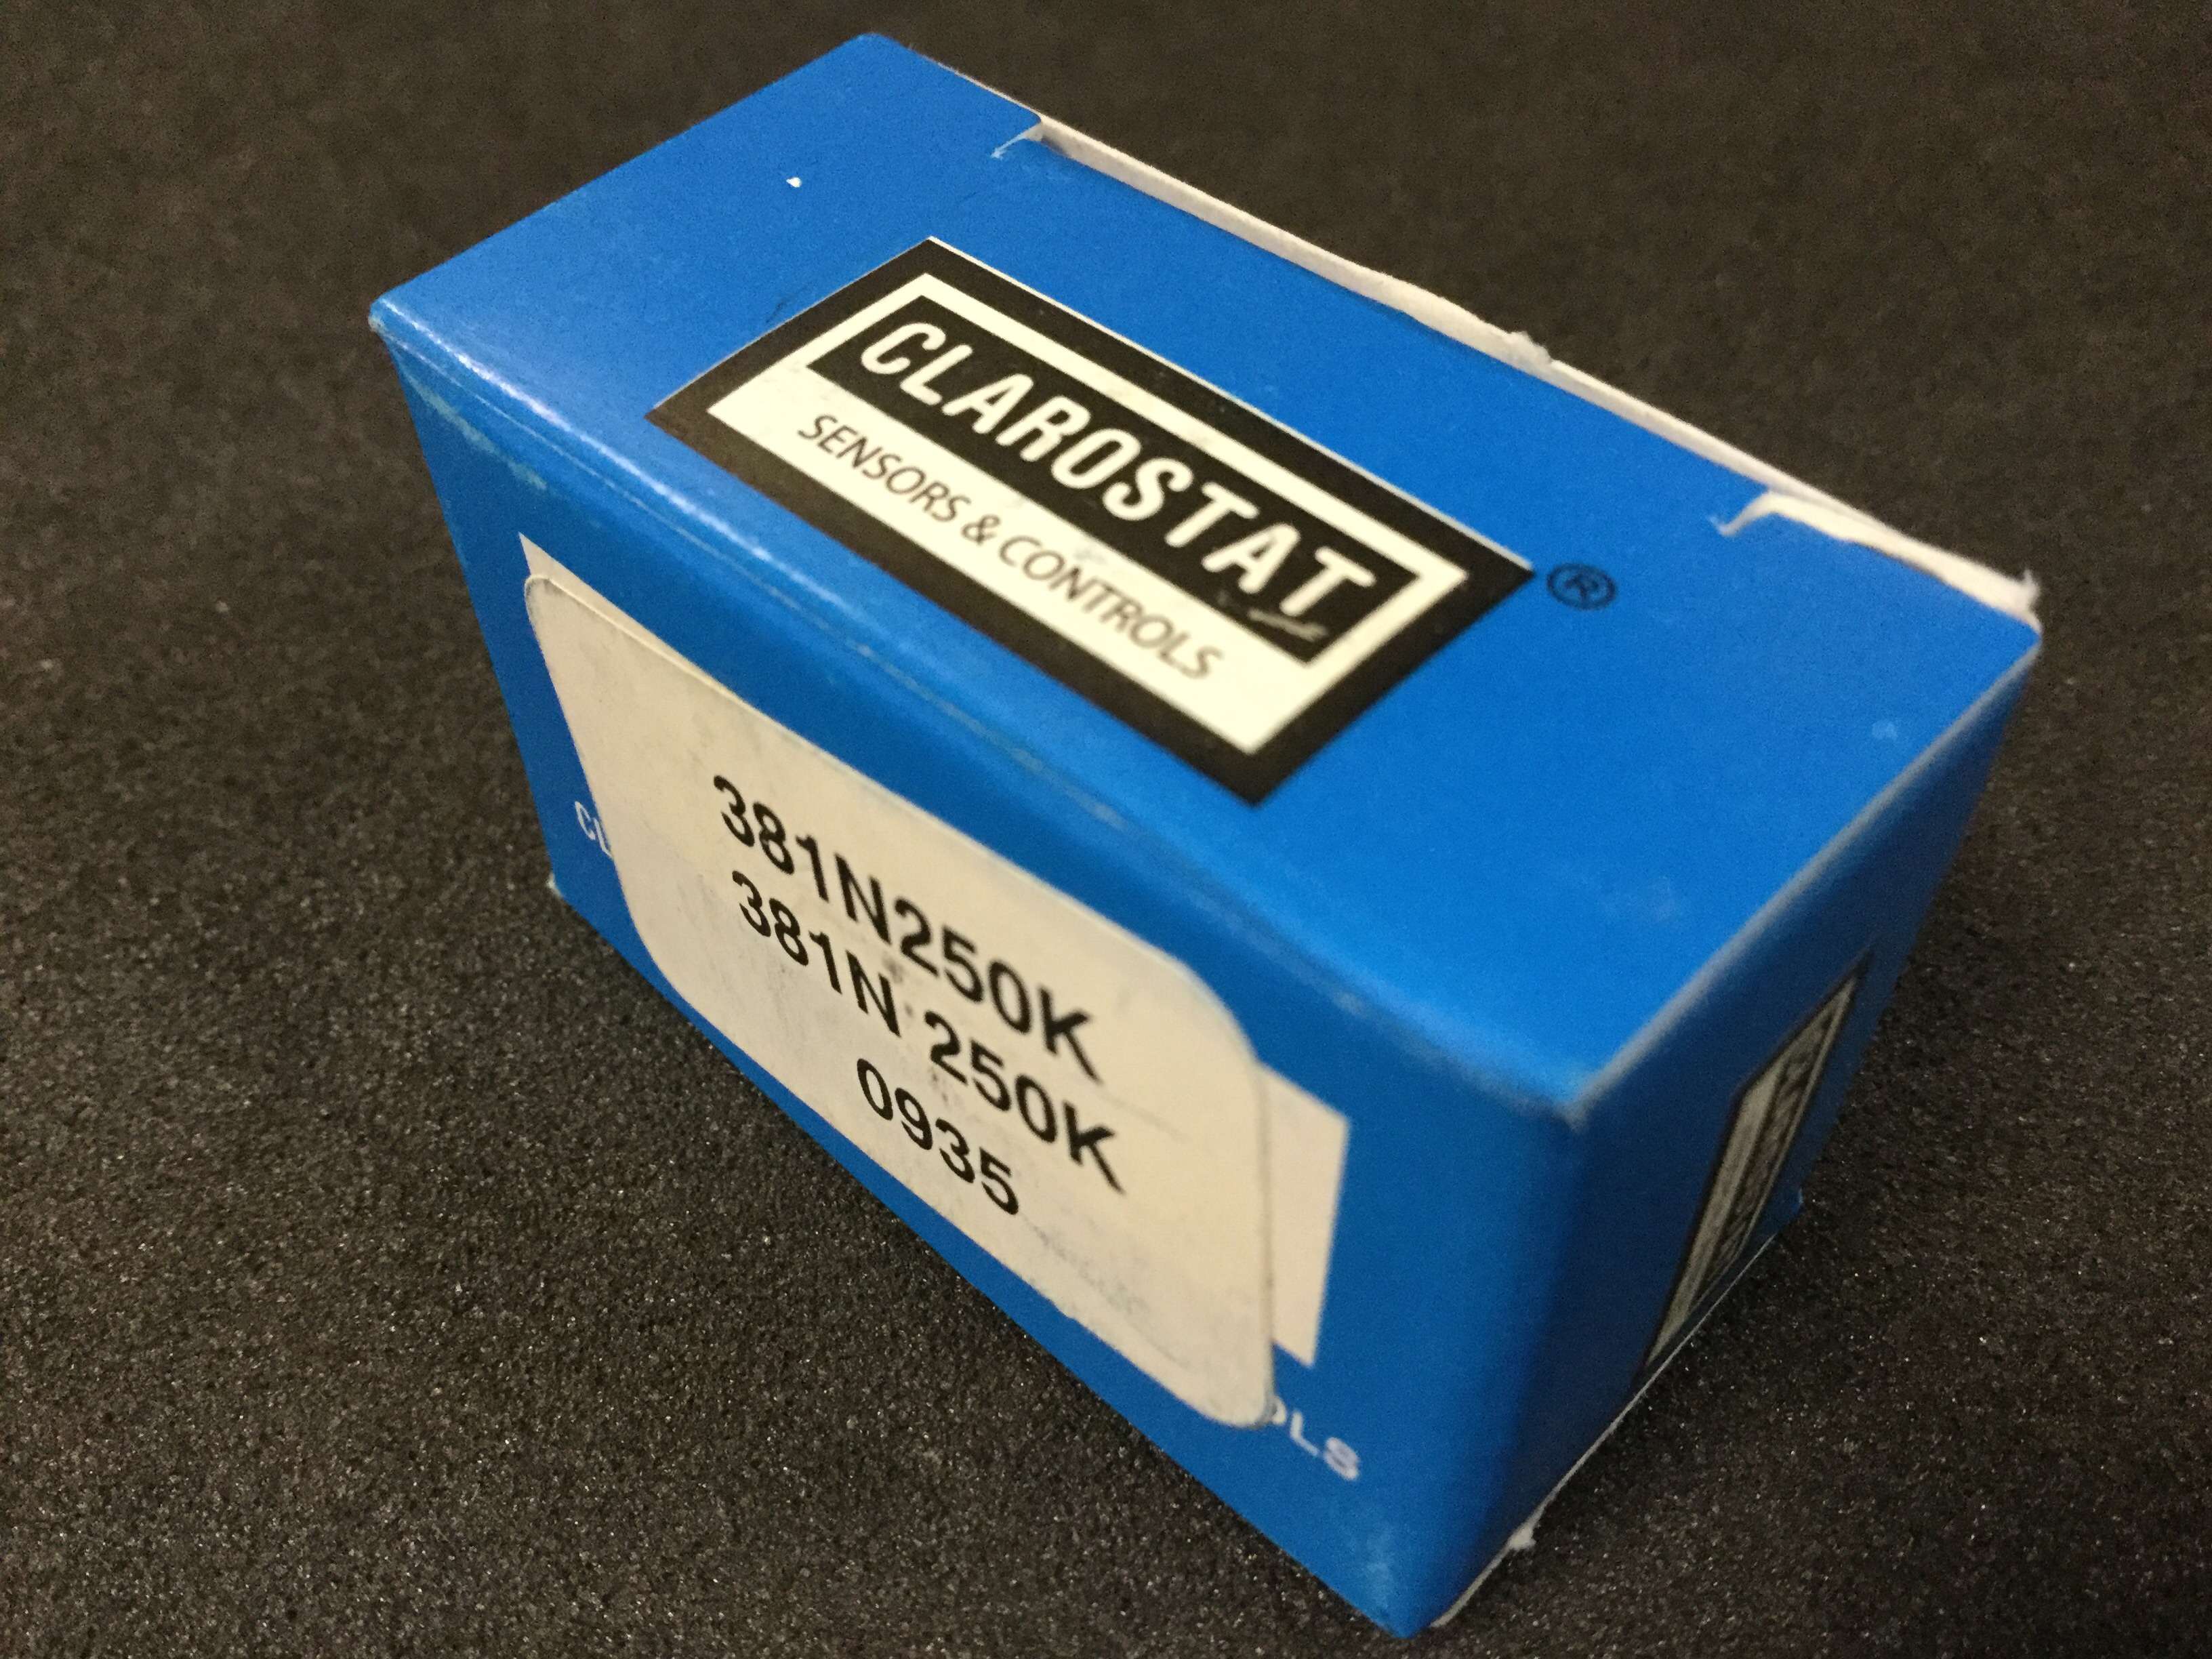 CLAROSTAT
SENSORS & CONTROLS
®
381N250K
381N 250K
0935